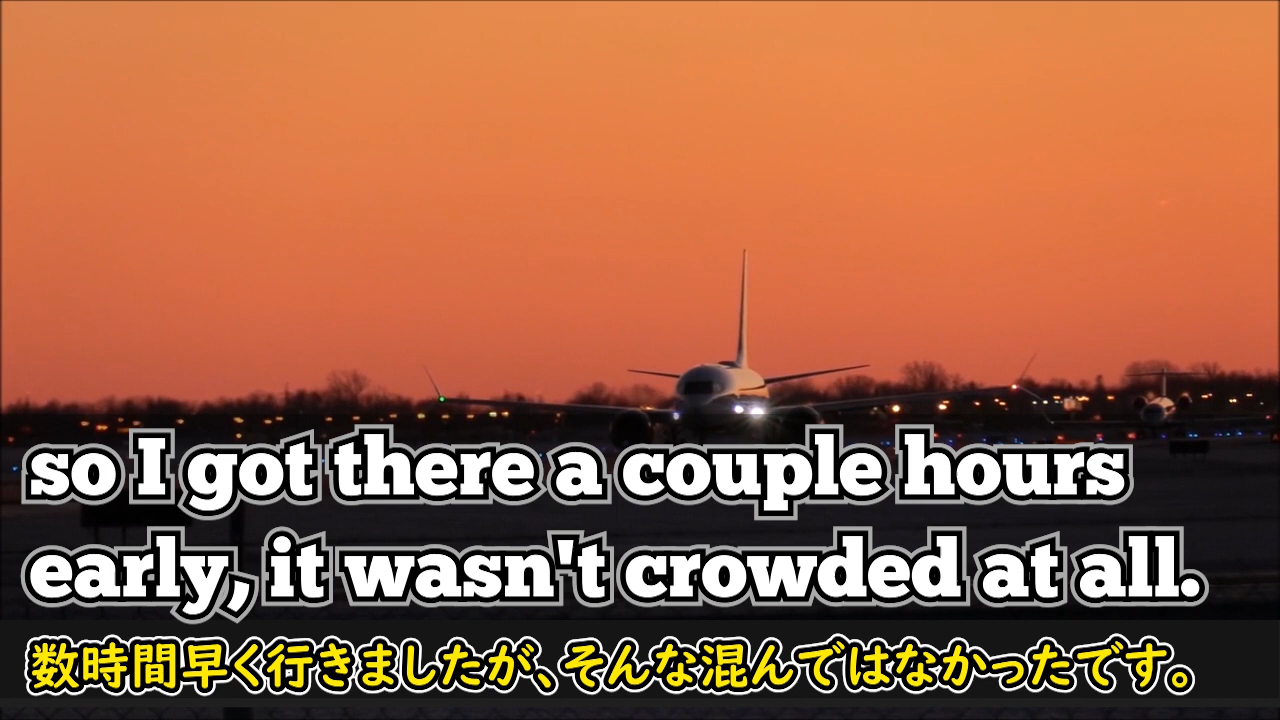 so I got there a couple hours
early, it wasn't crowded at all.
数時間早く行きましたが、そんな混んではなかったです。